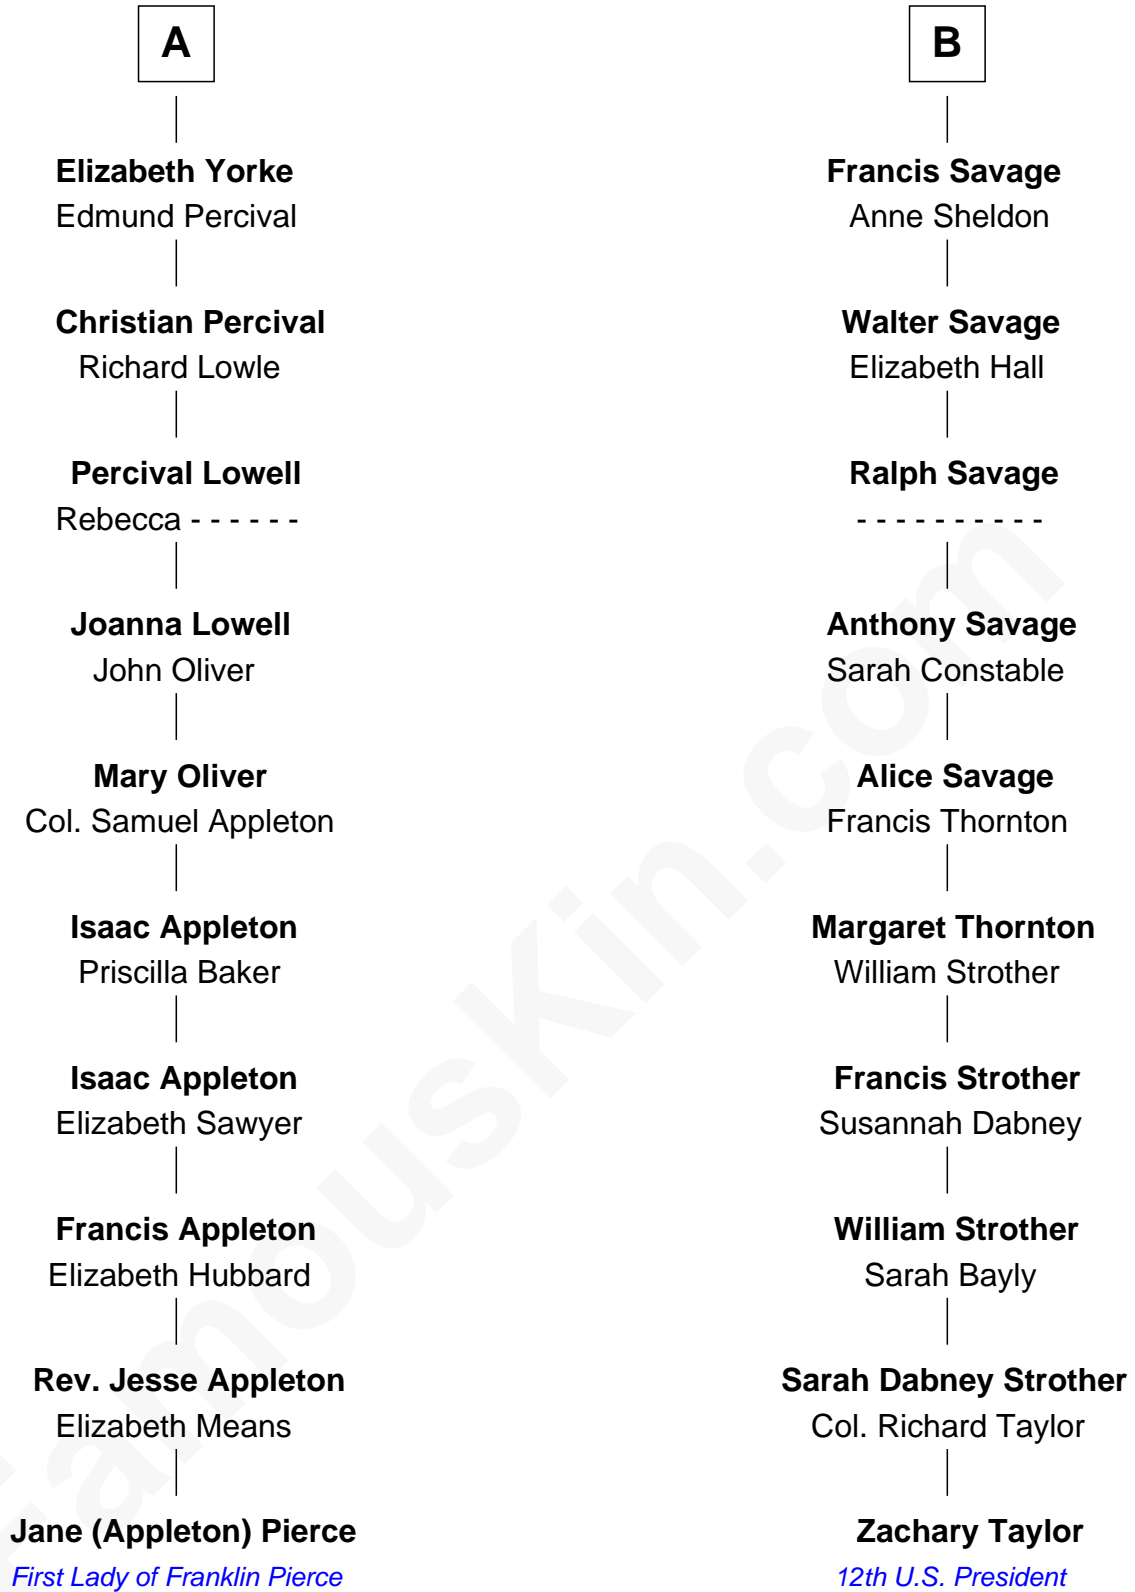 A
Elizabeth Yorke
Edmund Percival
Christian Percival
Richard Lowle
Percival Lowell
Rebecca - - - - - -
Joanna Lowell
John Oliver
Mary Oliver
Col. Samuel Appleton
Isaac Appleton
Priscilla Baker
Isaac Appleton
Elizabeth Sawyer
Francis Appleton
Elizabeth Hubbard
Rev. Jesse Appleton
Elizabeth Means
Jane (Appleton) Pierce
First Lady of Franklin Pierce
B
Francis Savage
Anne Sheldon
Walter Savage
Elizabeth Hall
Ralph Savage
- - - - - - - - - -
Anthony Savage
Sarah Constable
Alice Savage
Francis Thornton
Margaret Thornton
William Strother
Francis Strother
Susannah Dabney
William Strother
Sarah Bayly
Sarah Dabney Strother
Col. Richard Taylor
Zachary Taylor
12th U.S. President
FamousKin.com